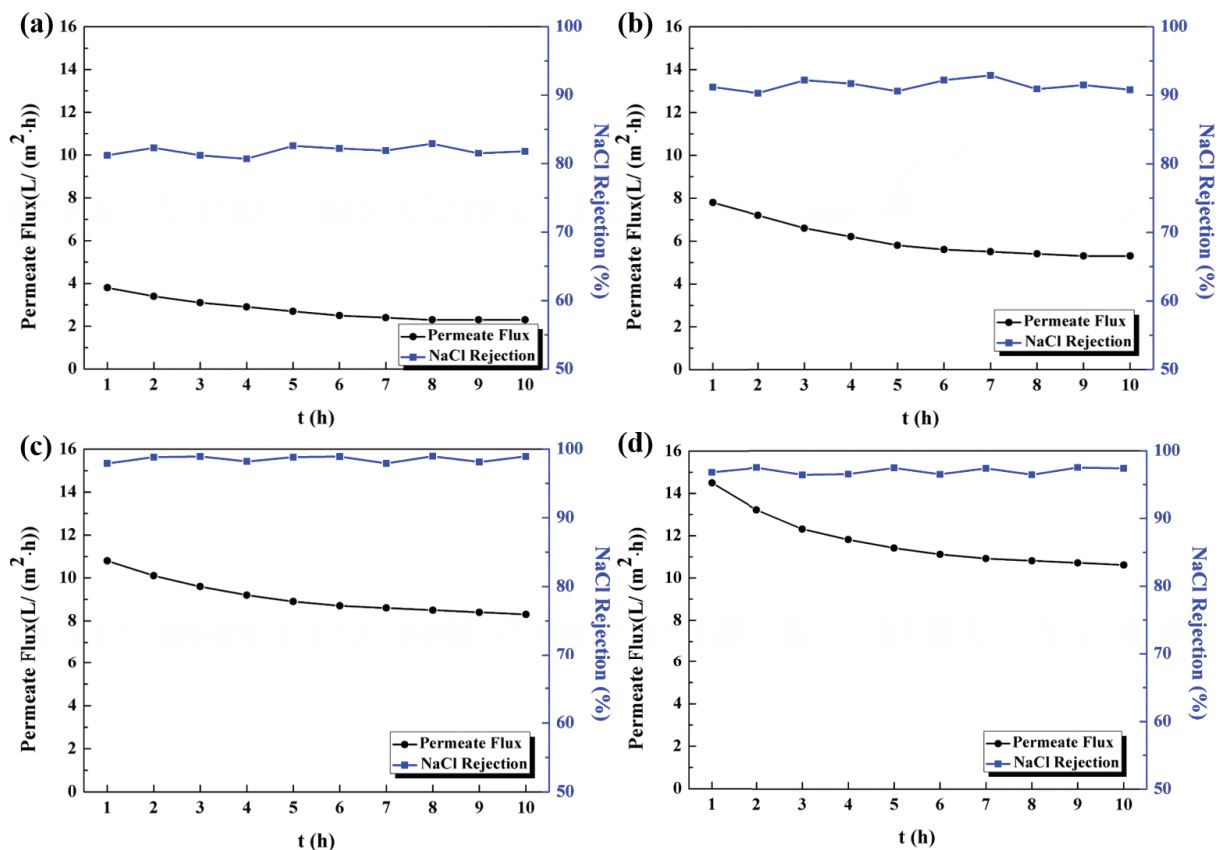 (a)
16
14
12
10
8
6
4
2
0
Permeate Flux(L/ (m²·h))
100
90
80
70
60
50
NaCl Rejection (%)
Permeate Flux
NaCl Rejection
1 2 3 4 5 6 7 8 9 10
t (h)
(b)
16
14
12
10
8
6
4
2
0
Permeate Flux(L/ (m²·h))
100
90
80
70
60
50
NaCl Rejection (%)
Permeate Flux
NaCl Rejection
1 2 3 4 5 6 7 8 9 10
t (h)
(c)
16
14
12
10
8
6
4
2
0
Permeate Flux(L/ (m²·h))
100
90
80
70
60
50
NaCl Rejection (%)
Permeate Flux
NaCl Rejection
1 2 3 4 5 6 7 8 9 10
t (h)
(d)
16
14
12
10
8
6
4
2
0
Permeate Flux(L/ (m²·h))
100
90
80
70
60
50
NaCl Rejection (%)
Permeate Flux
NaCl Rejection
1 2 3 4 5 6 7 8 9 10
t (h)